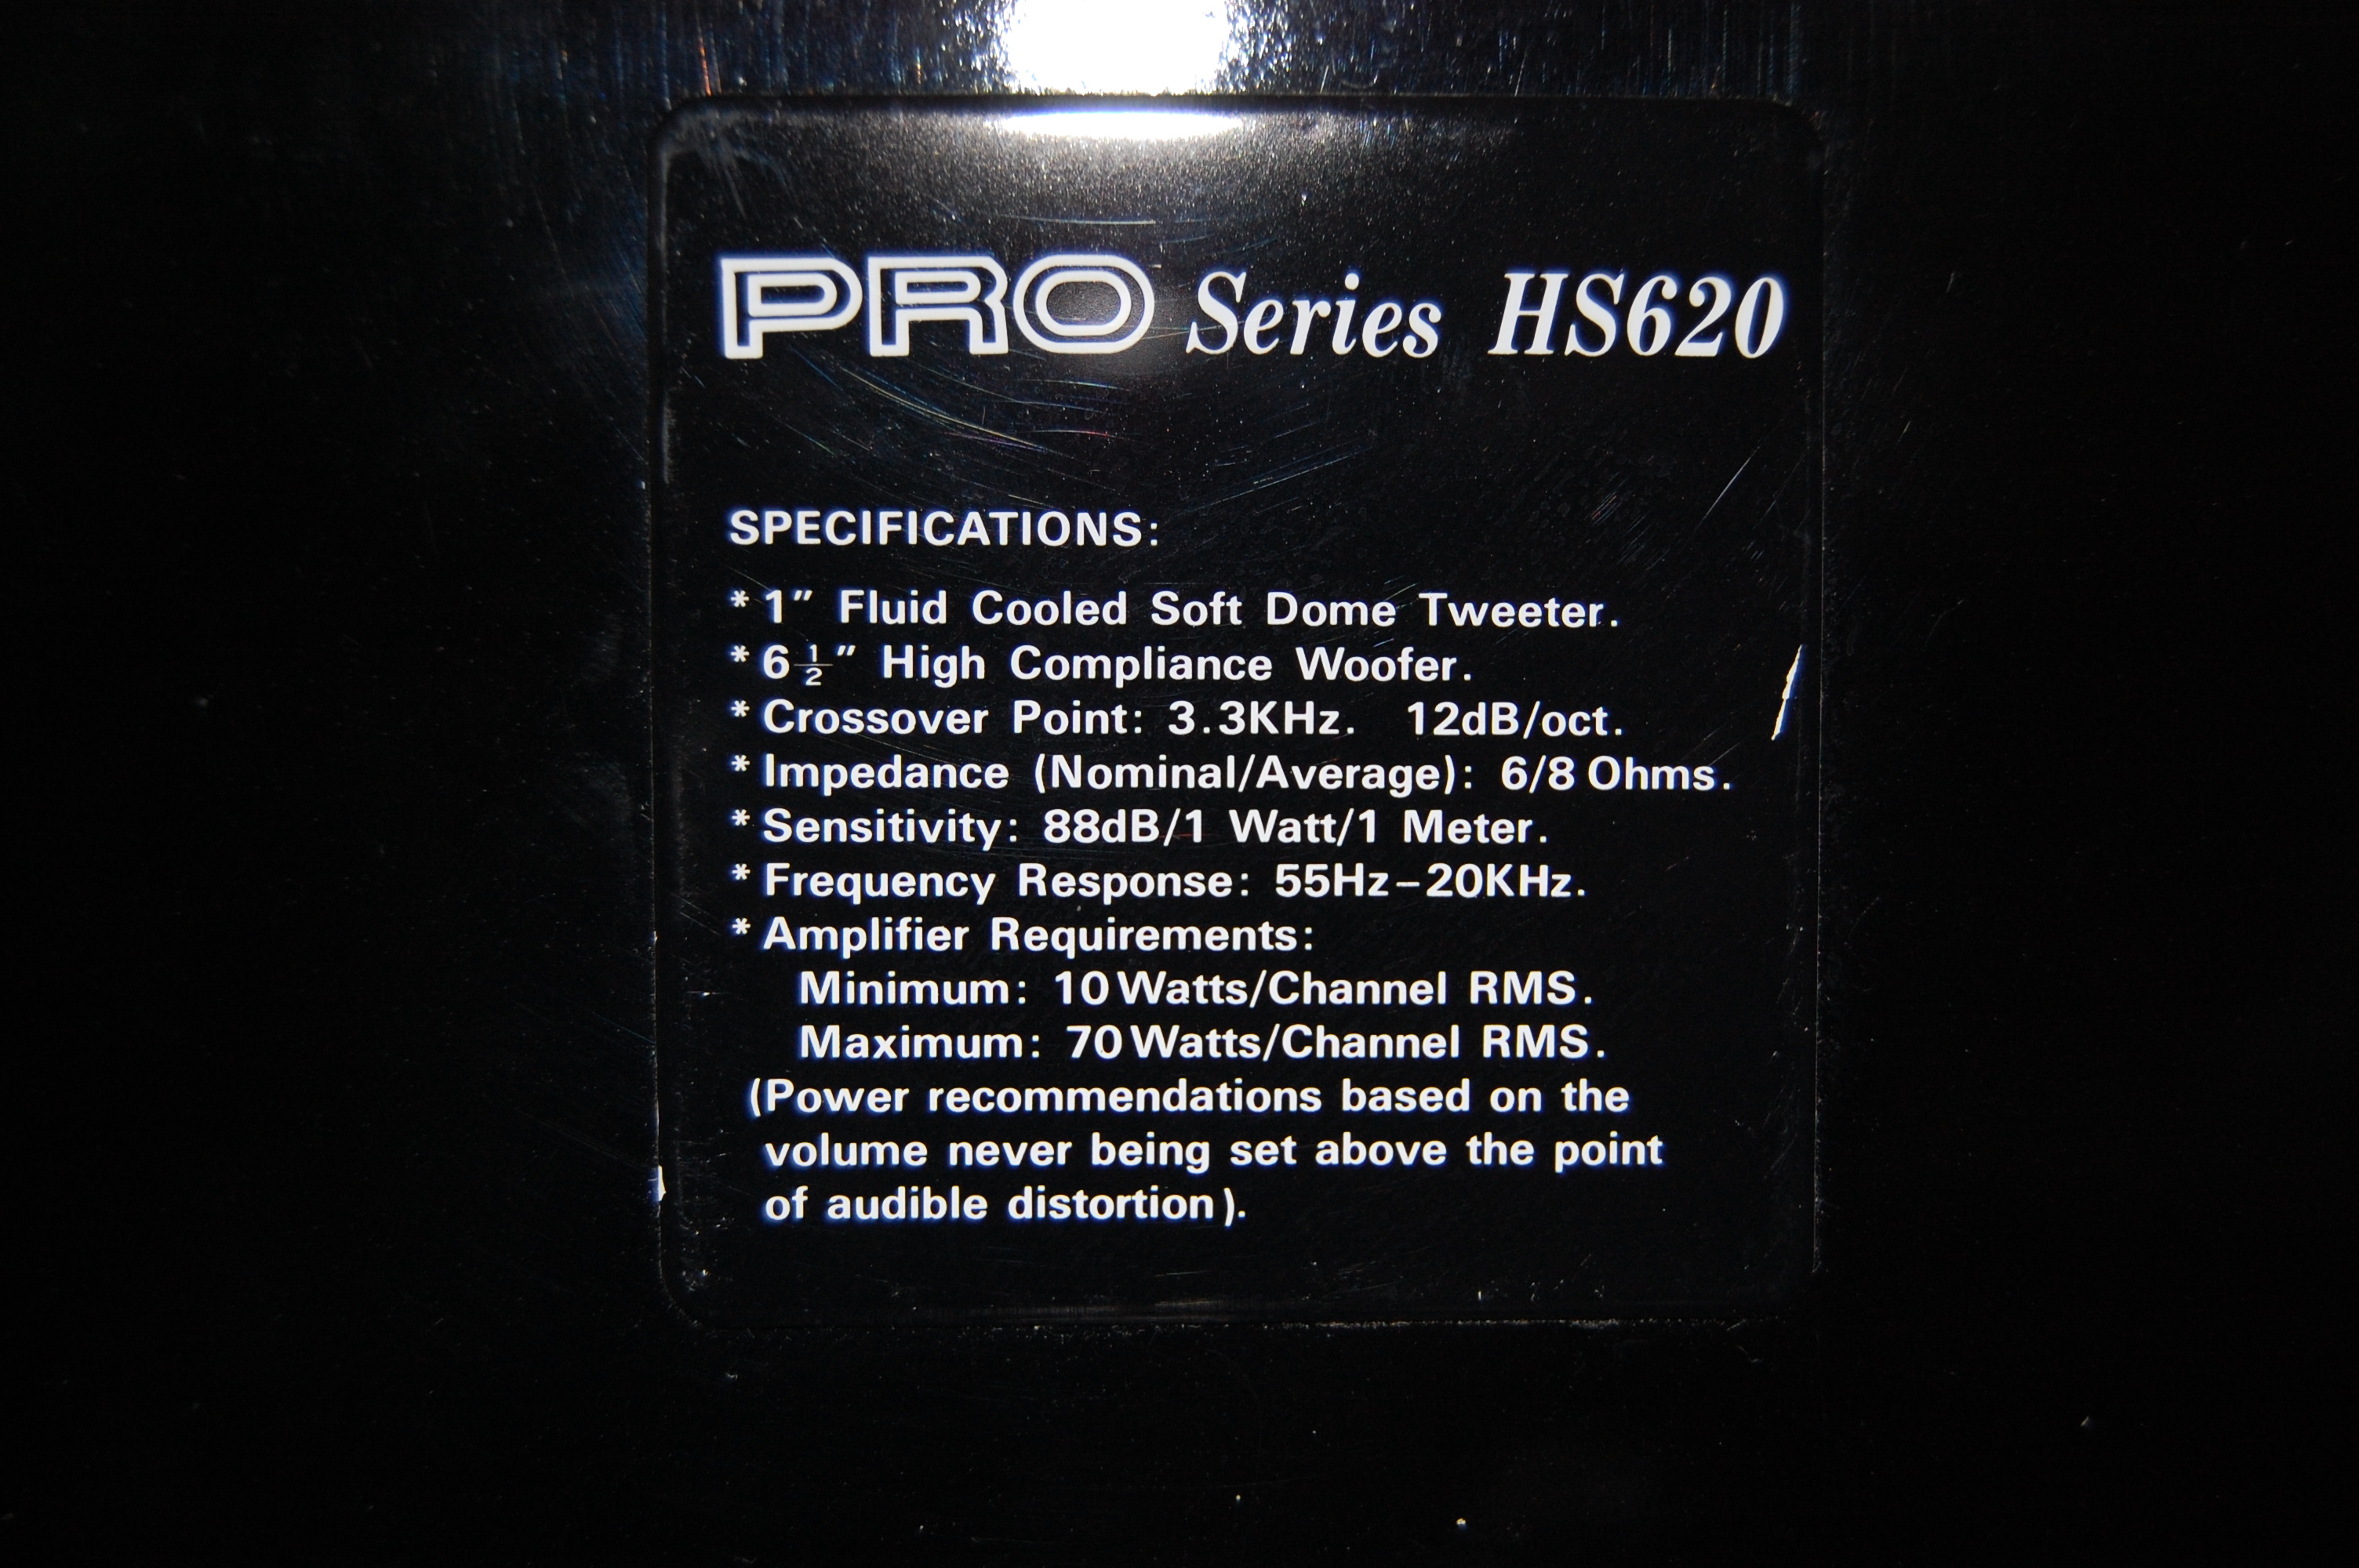 PRO Series HS620
SPECIFICATIONS:
* 1" Fluid Cooled Soft Dome Tweeter.
* 6½" High Compliance Woofer.
* Crossover Point: 3.3KHz. 12dB/oct.
* Impedance (Nominal/Average): 6/8 Ohms.
* Sensitivity: 88dB/1 Watt/1 Meter.
* Frequency Response: 55Hz–20KHz.
* Amplifier Requirements:
Minimum: 10 Watts/Channel RMS.
Maximum: 70 Watts/Channel RMS.
(Power recommendations based on the
volume never being set above the point
of audible distortion).